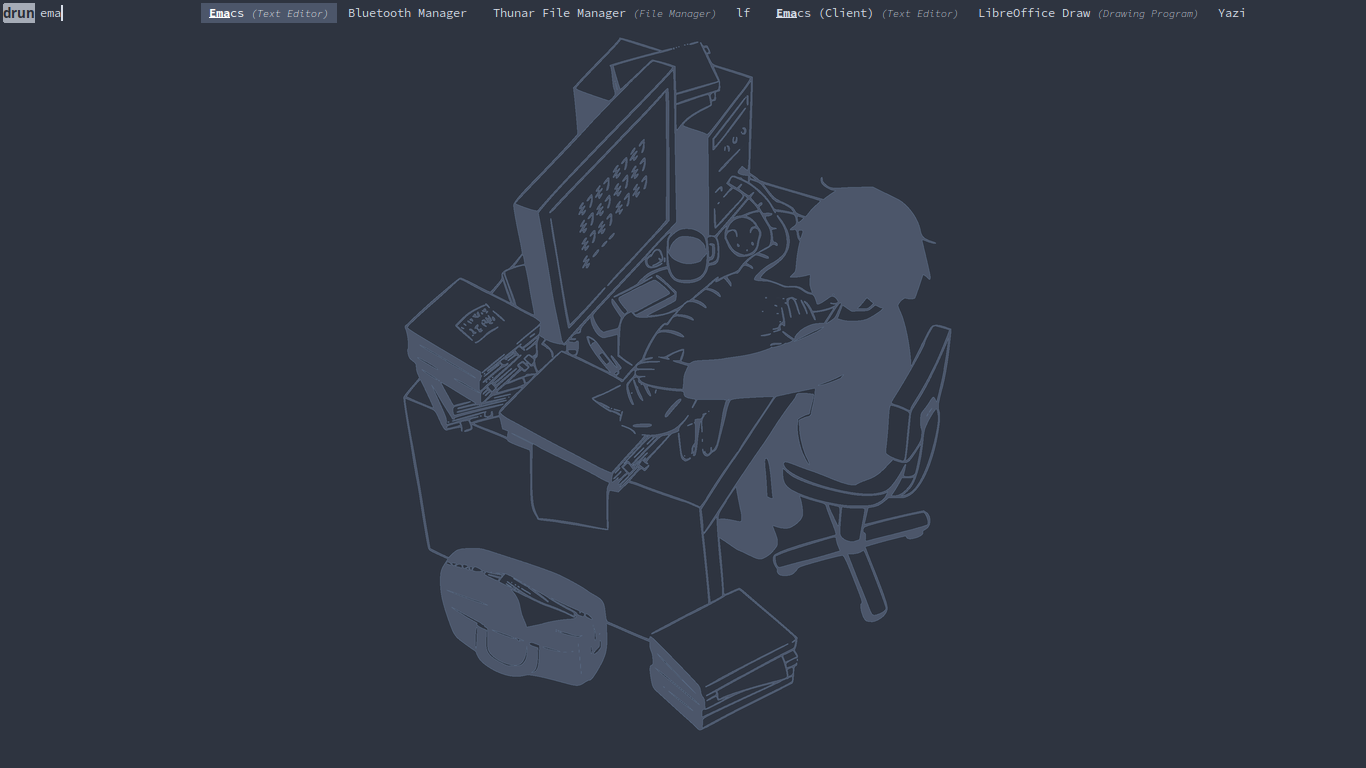 drun ema Emacs (Text Editor) Bluetooth Manager Thunar File Manager (File Manager) lf Emacs (Client) (Text Editor) LibreOffice Draw (Drawing Program) Yazi